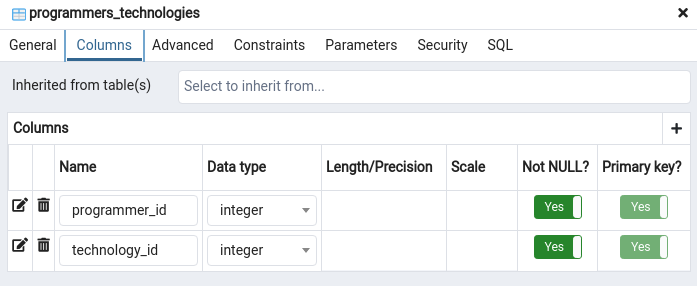 programmers_technologies
General Columns Advanced Constraints Parameters Security SQL
Inherited from table(s) Select to inherit from...
Columns
Name Data type Length/Precision Scale Not NULL? Primary key?
programmer_id integer Yes Yes
technology_id integer Yes Yes